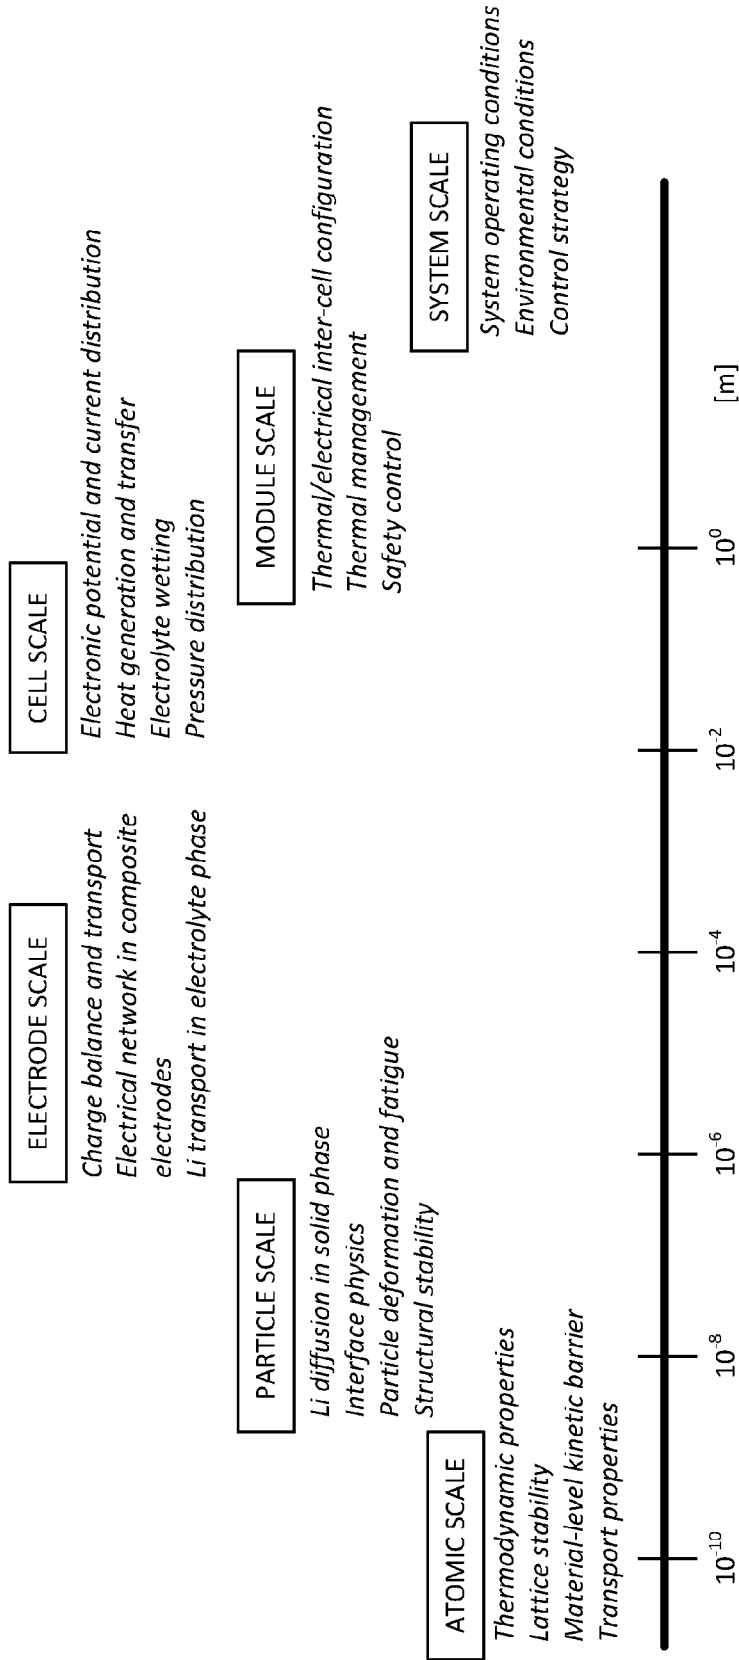 ELECTRODE SCALE
Charge balance and transport
Electrical network in composite
electrodes
Li transport in electrolyte phase
CELL SCALE
Electronic potential and current distribution
Heat generation and transfer
Electrolyte wetting
Pressure distribution
PARTICLE SCALE
Li diffusion in solid phase
Interface physics
Particle deformation and fatigue
Structural stability
MODULE SCALE
Thermal/electrical inter-cell configuration
Thermal management
Safety control
ATOMIC SCALE
Thermodynamic properties
Lattice stability
Material-level kinetic barrier
Transport properties
SYSTEM SCALE
System operating conditions
Environmental conditions
Control strategy
10⁻¹⁰
10⁻⁸
10⁻⁶
10⁻⁴
10⁻²
10⁰
[m]